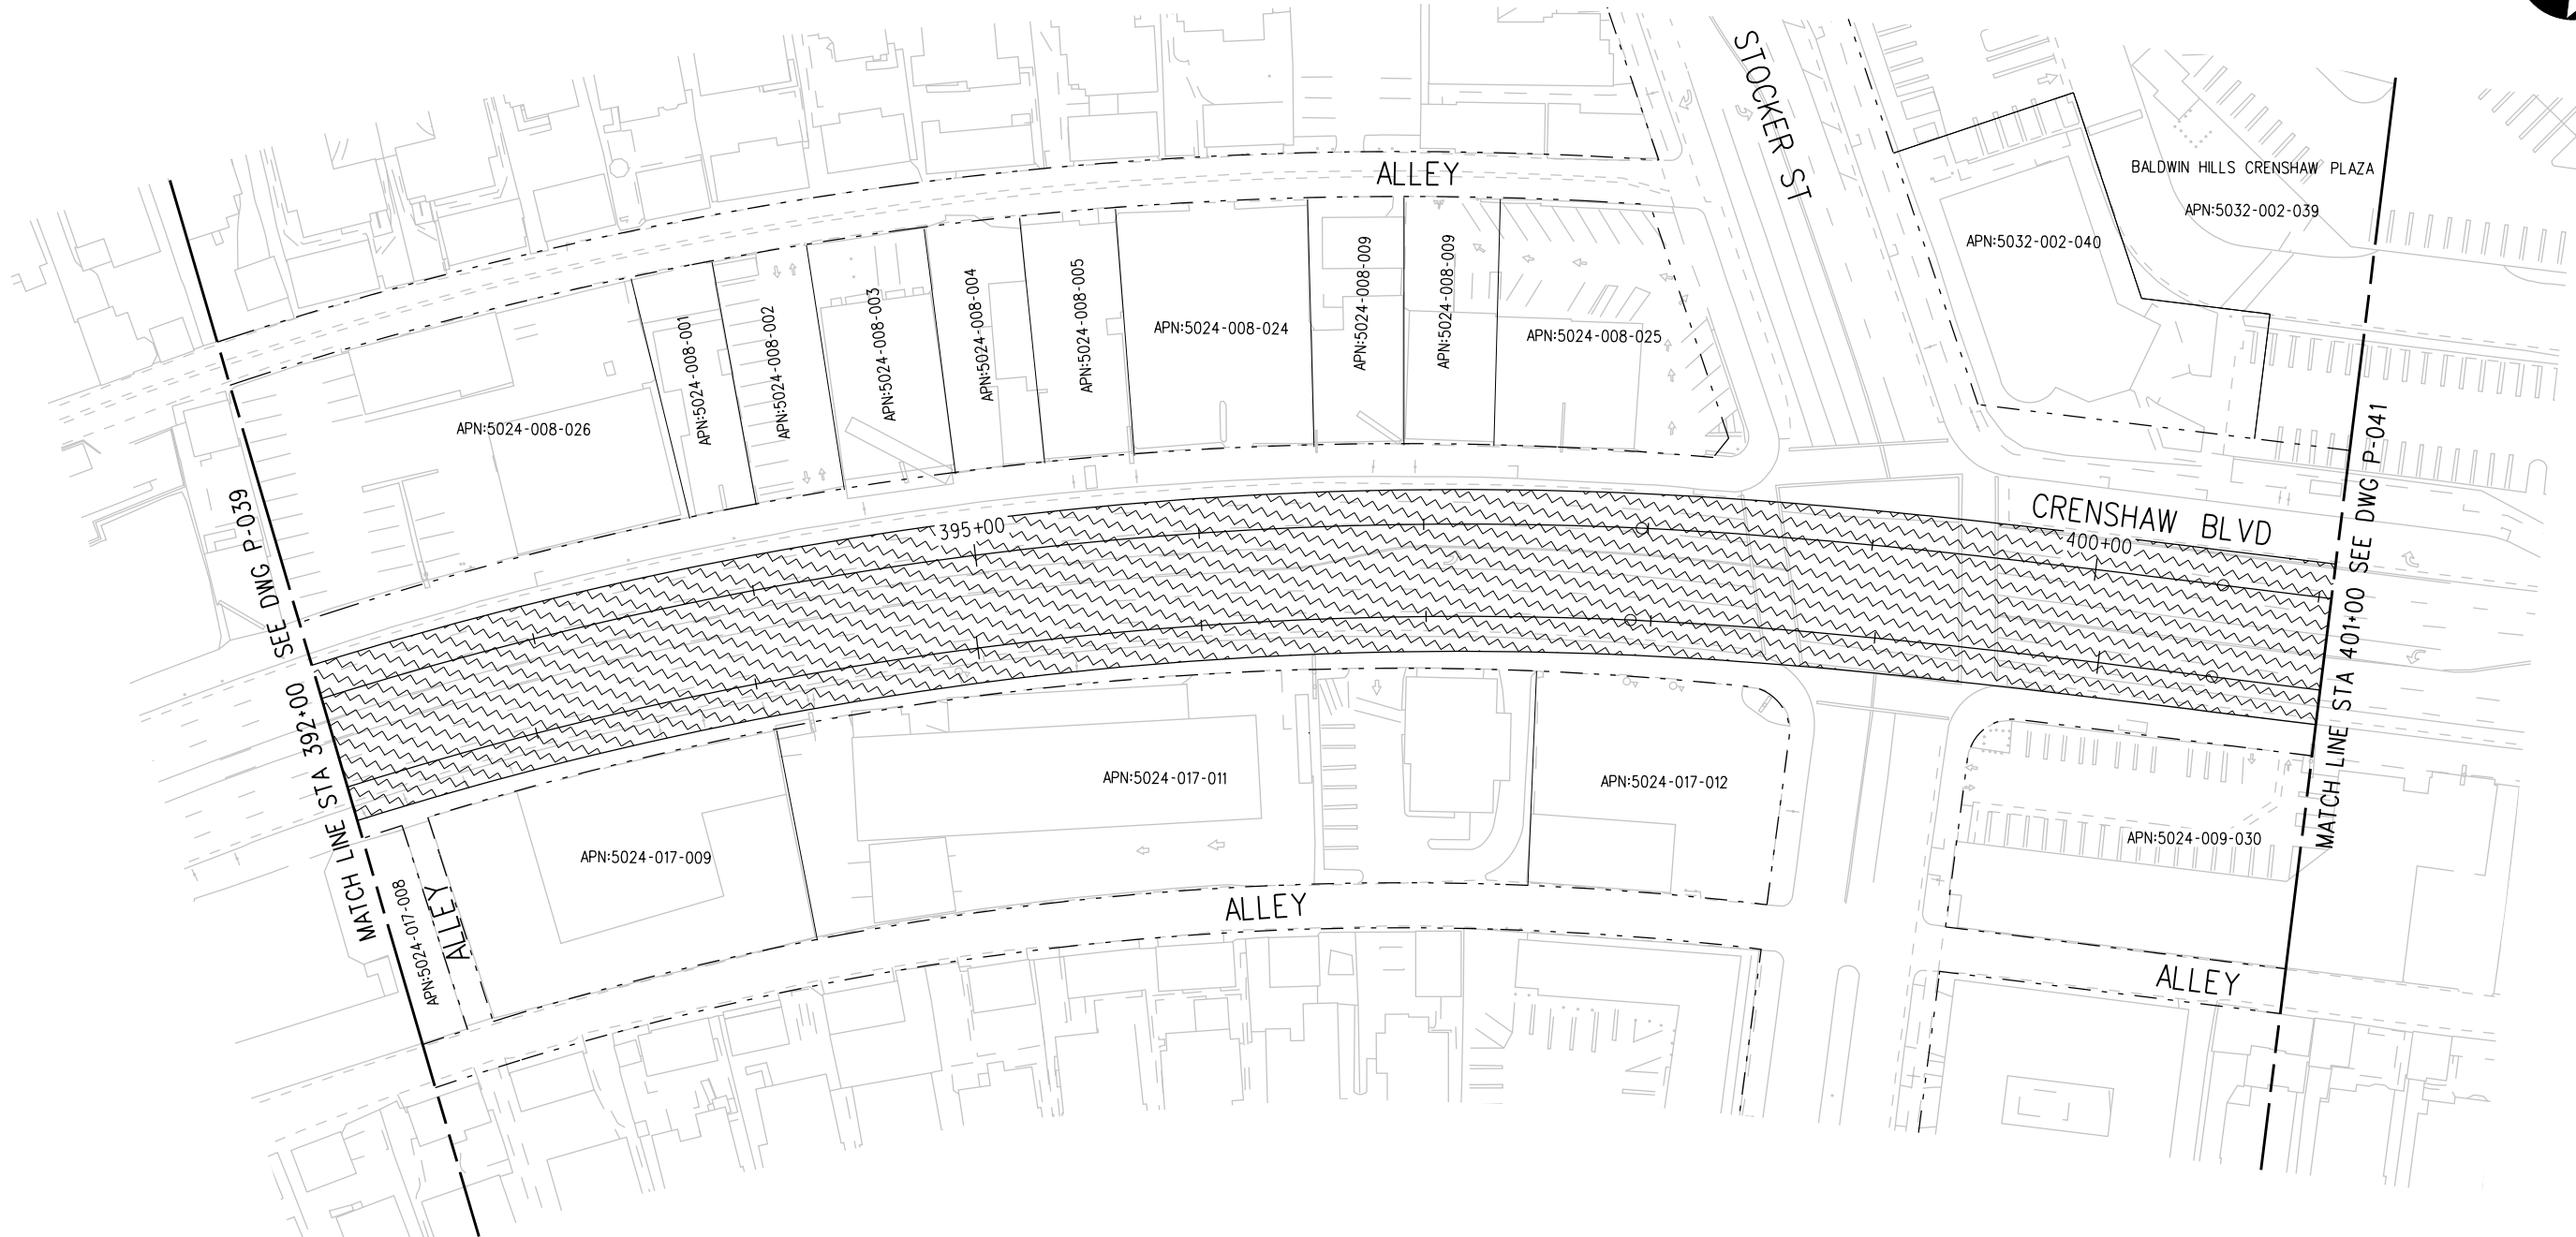 STOCKER ST
ALLEY
BALDWIN HILLS CRENSHAW PLAZA
APN:5032-002-039
APN:5032-002-040
APN:5024-008-026
APN:5024-008-001
APN:5024-008-002
APN:5024-008-003
APN:5024-008-004
APN:5024-008-005
APN:5024-008-024
APN:5024-008-009
APN:5024-008-009
APN:5024-008-025
MATCH LINE STA 392+00 SEE DWG P-039
395+00
CRENSHAW BLVD
400+00
MATCH LINE STA 401+00 SEE DWG P-041
APN:5024-017-008
ALLEY
APN:5024-017-009
APN:5024-017-011
APN:5024-017-012
APN:5024-009-030
ALLEY
ALLEY